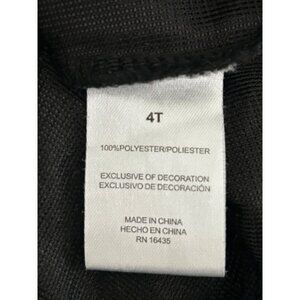 4T
100%POLYESTER/POLIESTER
EXCLUSIVE OF DECORATION
EXCLUSIVO DE DECORACIÓN
MADE IN CHINA
HECHO EN CHINA
RN 16435